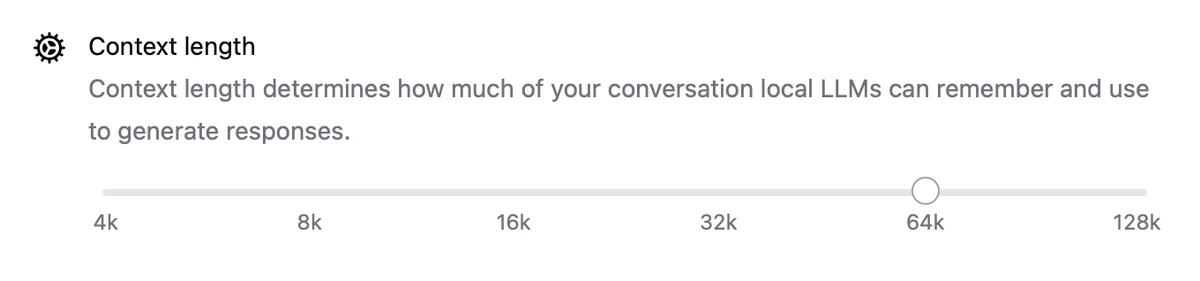 Context length
Context length determines how much of your conversation local LLMs can remember and use
to generate responses.
4k 8k 16k 32k 64k 128k